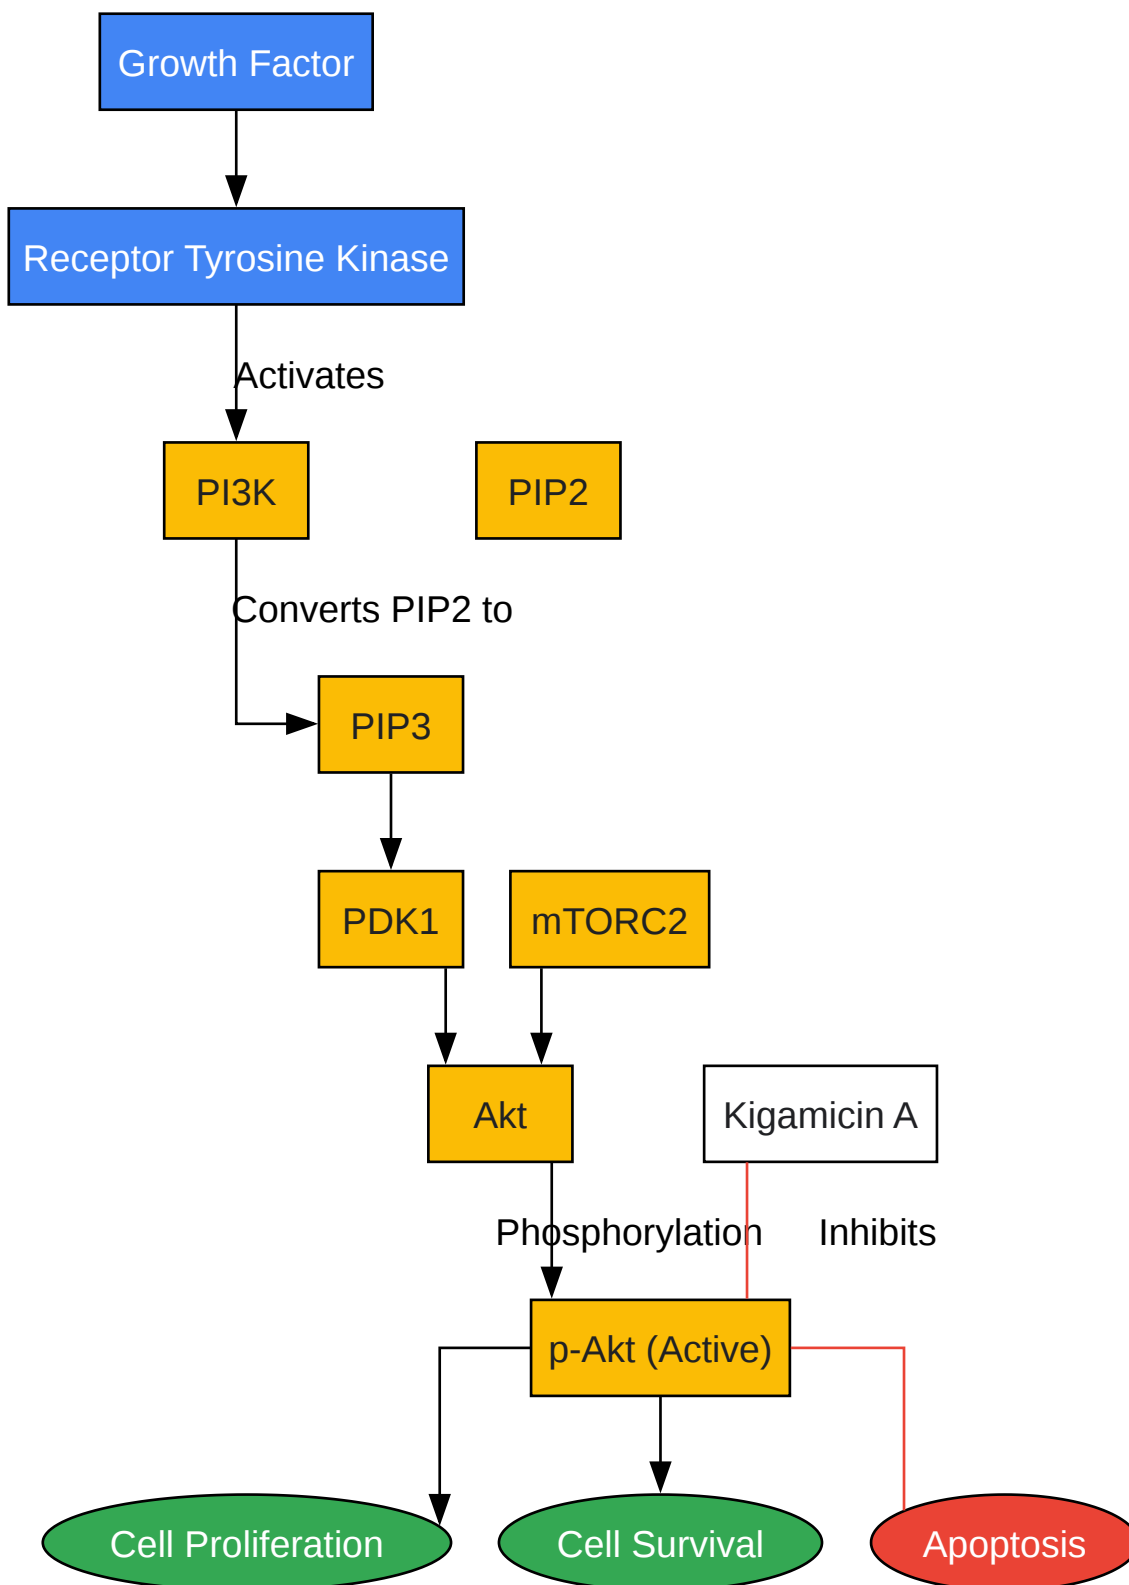 Growth Factor
Receptor Tyrosine Kinase
Activates
PI3K
PIP2
Converts PIP2 to
PIP3
PDK1
mTORC2
Akt
Kigamicin A
Phosphorylation
Inhibits
p-Akt (Active)
Cell Proliferation
Cell Survival
Apoptosis